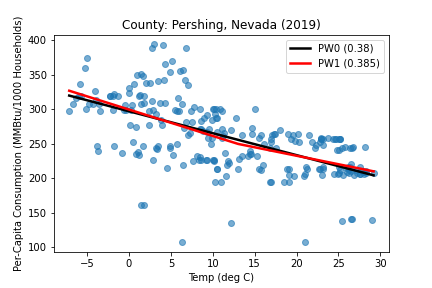 County: Pershing, Nevada (2019)
PW0 (0.38)
PW1 (0.385)
Per-Capita Consumption (MMBtu/1000 Households)
400
350
300
250
200
150
100
−5 0 5 10 15 20 25 30
Temp (deg C)